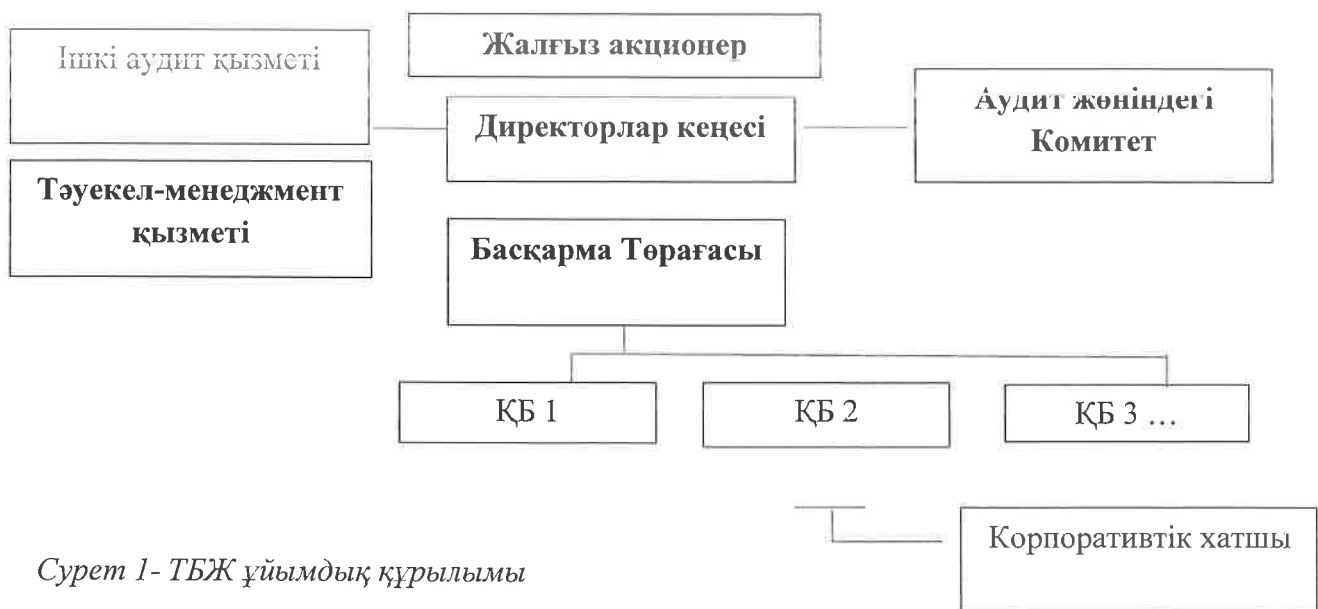 Жалғыз акционер
Ішкі аудит қызметі
Директорлар кеңесі
Аудит жөніндегі
Комитет
Тәуекел-менеджмент
қызметі
Басқарма Төрағасы
ҚБ 1
ҚБ 2
ҚБ 3 ...
Корпоративтік хатшы
Сурет 1- ТБЖ ұйымдық құрылымы